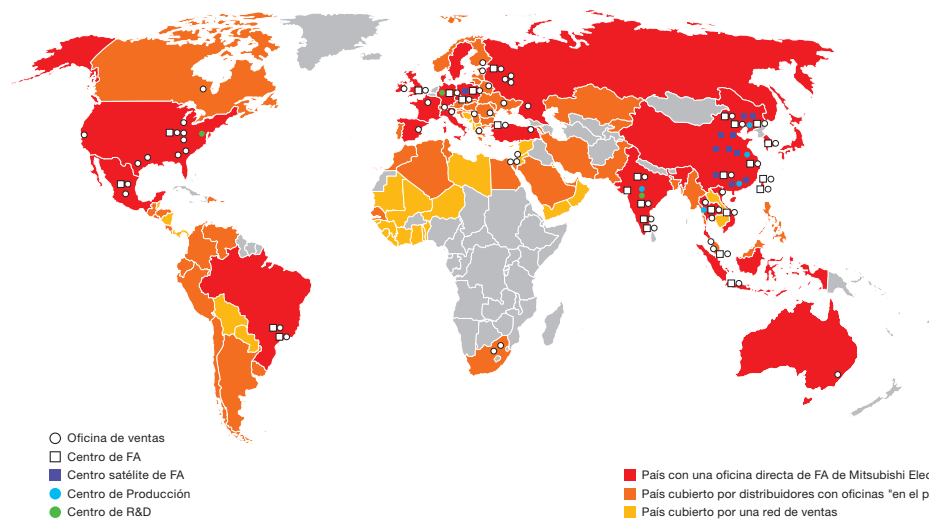 Oficina de ventas
Centro de FA
Centro satélite de FA
Centro de Producción
Centro de R&D
País con una oficina directa de FA de Mitsubishi Elec
País cubierto por distribuidores con oficinas "en el p
País cubierto por una red de ventas